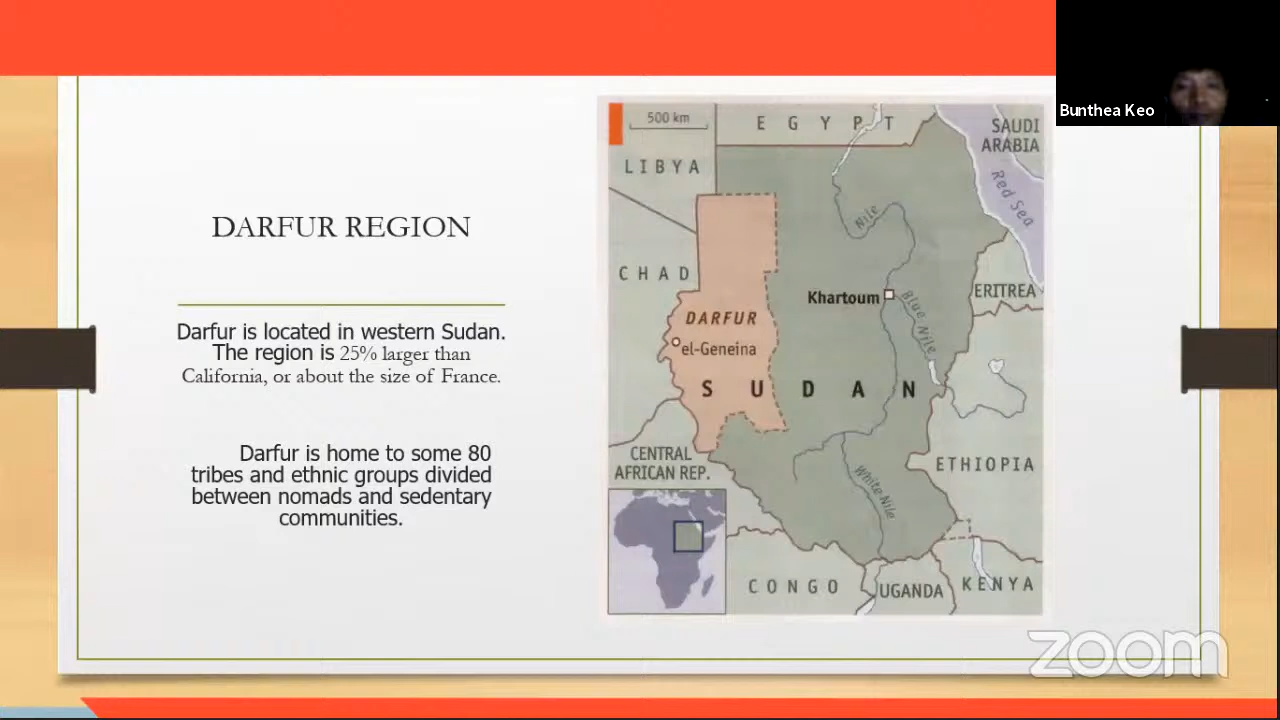 Bunthea Keo
DARFUR REGION
Darfur is located in western Sudan.
The region is 25% larger than
California, or about the size of France.
Darfur is home to some 80
tribes and ethnic groups divided
between nomads and sedentary
communities.
500 km
EGYPT
SAUDI
ARABIA
LIBYA
Red Sea
Nile
CHAD
Khartoum
Blue Nile
ERITREA
DARFUR
el-Geneina
SUDAN
CENTRAL
AFRICAN REP.
ETHIOPIA
White Nile
CONGO
UGANDA
KENYA
zoom